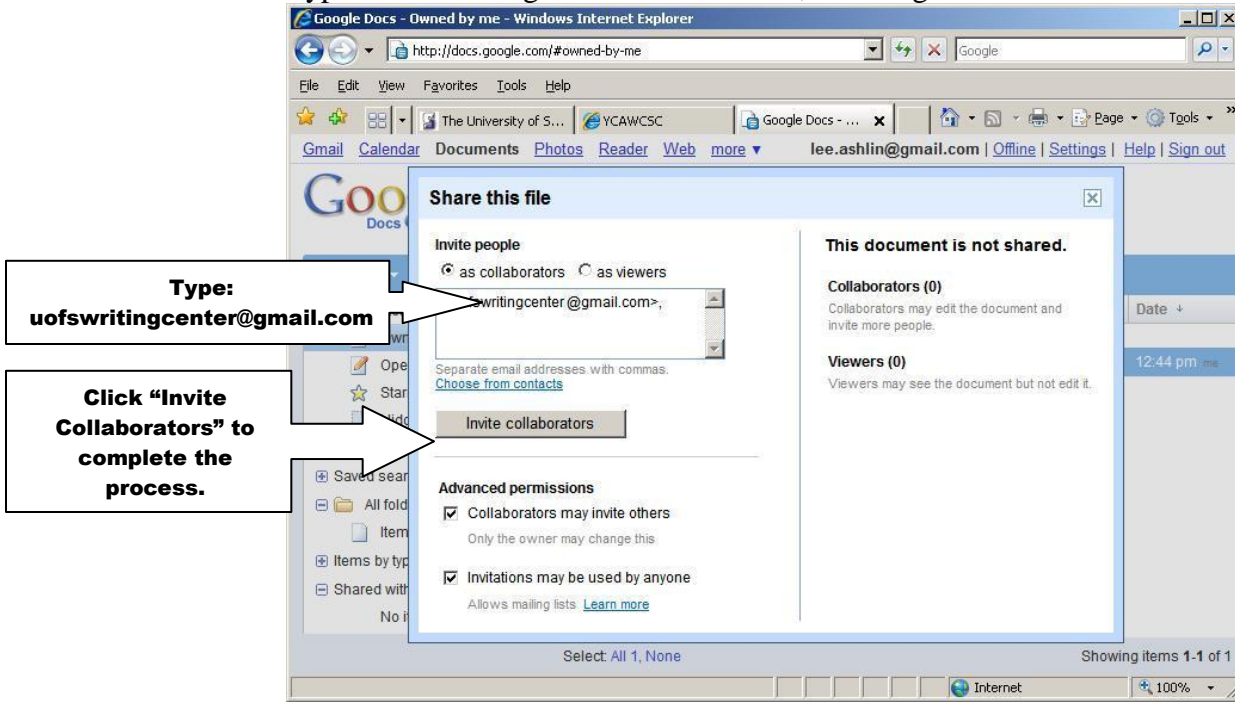 Google Docs - Owned by me - Windows Internet Explorer
http://docs.google.com/#owned-by-me
Google
File Edit View Favorites Tools Help
The University of S... YCAWCSC Google Docs - ... Page Tools
Gmail Calendar Documents Photos Reader Web more lee.ashlin@gmail.com | Offline | Settings | Help | Sign out
Goo
Docs
Share this file
Invite people
as collaborators as viewers
fswritingcenter@gmail.com>,
Separate email addresses with commas.
Choose from contacts
Invite collaborators
Advanced permissions
Collaborators may invite others
Only the owner may change this
Invitations may be used by anyone
Allows mailing lists Learn more
This document is not shared.
Collaborators (0)
Collaborators may edit the document and
invite more people.
Viewers (0)
Viewers may see the document but not edit it.
Type:
uofswritingcenter@gmail.com
Click “Invite
Collaborators” to
complete the
process.
Ope
Star
Saved sear
All fold
Item
Items by typ
Shared with
No i
Date
12:44 pm me
Select: All 1, None
Showing items 1-1 of 1
Internet 100%